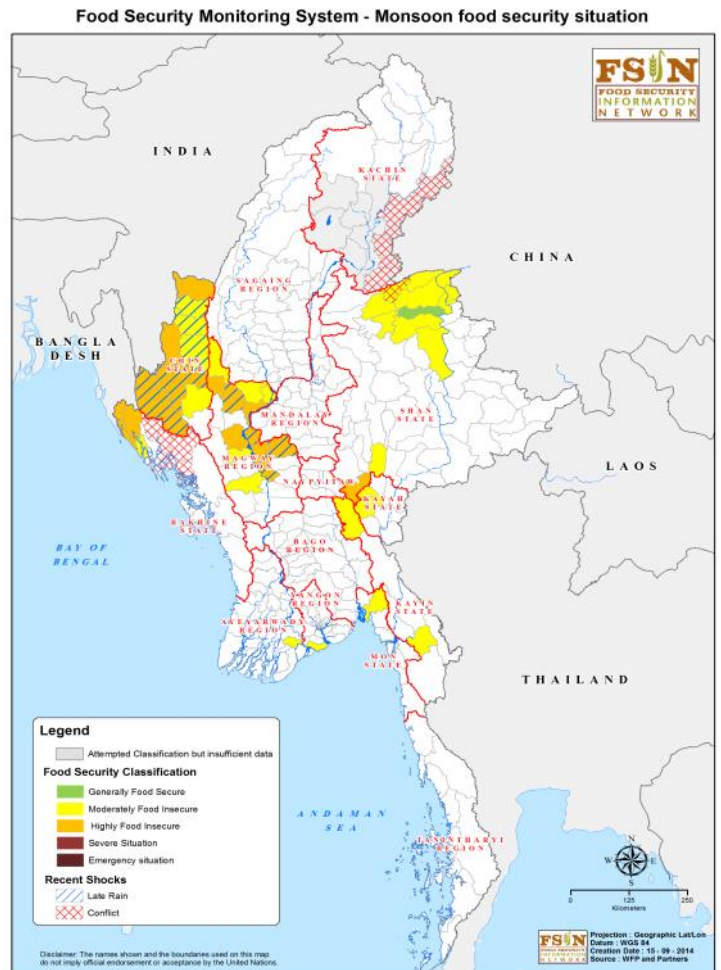 Food Security Monitoring System - Monsoon food security situation
FSIN
FOOD SECURITY
INFORMATION
NETWORK
INDIA
KACHIN
STATE
CHINA
SAGAING
REGION
BANGLA
DESH
CHIN
STATE
MANDALAY
REGION
SHAN
STATE
MAGWAY
REGION
LAOS
NAYPYITAW
KAYAH
STATE
RAKHINE
STATE
BAGO
REGION
BAY OF
BENGAL
YANGON
REGION
KAYIN
STATE
AYEYARWADY
REGION
MON
STATE
THAILAND
Legend
Attempted Classification but insufficient data
Food Security Classification
Generally Food Secure
Moderately Food Insecure
Highly Food Insecure
Severe Situation
Emergency situation
Recent Shocks
Late Rain
Conflict
ANDAMAN
SEA
TANINTHARYI
REGION
N
W E
S
0 125 250
Kilometers
Disclaimer: The names shown and the boundaries used on this map
do not imply official endorsement or acceptance by the United Nations.
FSIN
FOOD SECURITY
INFORMATION
NETWORK
Projection : Geographic Lat/Lon
Datum : WGS 84
Creation Date : 15 - 09 - 2014
Source : WFP and Partners